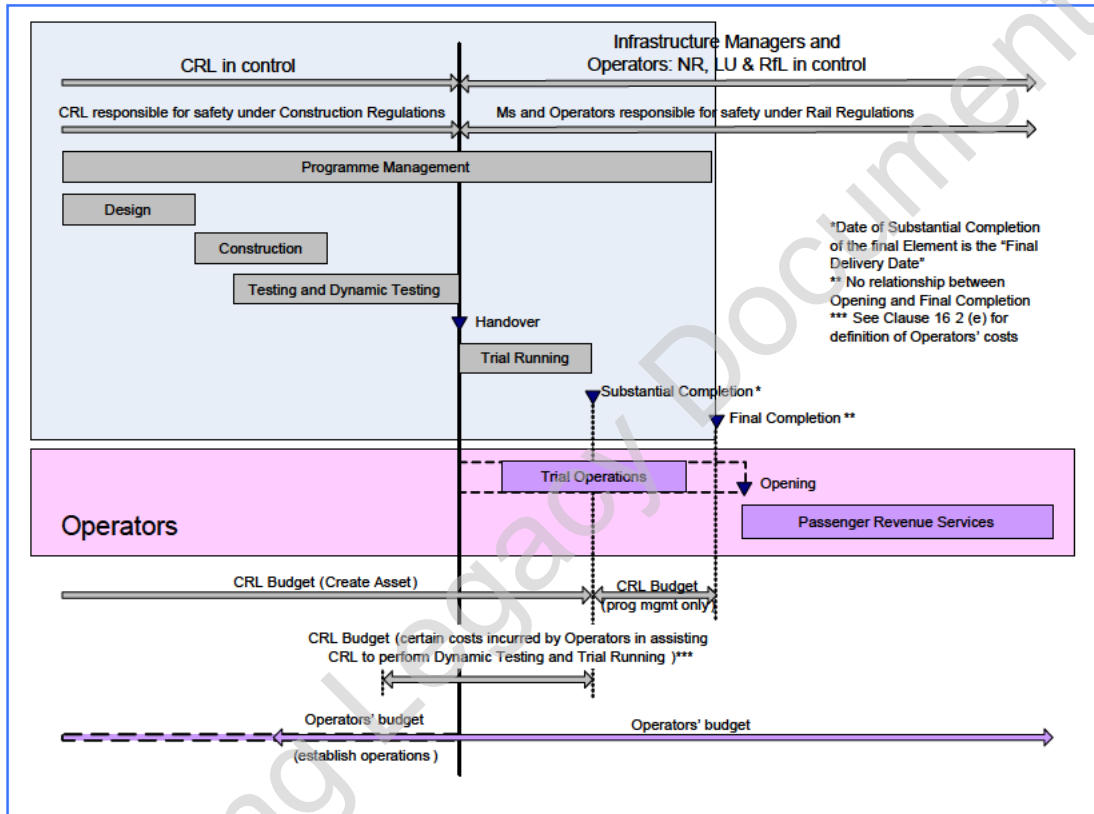 CRL in control
Infrastructure Managers and
Operators: NR, LU & RfL in control
CRL responsible for safety under Construction Regulations
Ms and Operators responsible for safety under Rail Regulations
Programme Management
Design
Construction
Testing and Dynamic Testing
Handover
Trial Running
*Date of Substantial Completion
of the final Element is the "Final
Delivery Date"
** No relationship between
Opening and Final Completion
*** See Clause 16 2 (e) for
definition of Operators' costs
Substantial Completion *
Final Completion **
Trial Operations
Opening
Operators
Passenger Revenue Services
CRL Budget (Create Asset)
CRL Budget
(prog mgmt only)
CRL Budget (certain costs incurred by Operators in assisting
CRL to perform Dynamic Testing and Trial Running )***
Operators' budget
(establish operations )
Operators' budget
ng Legacy Document